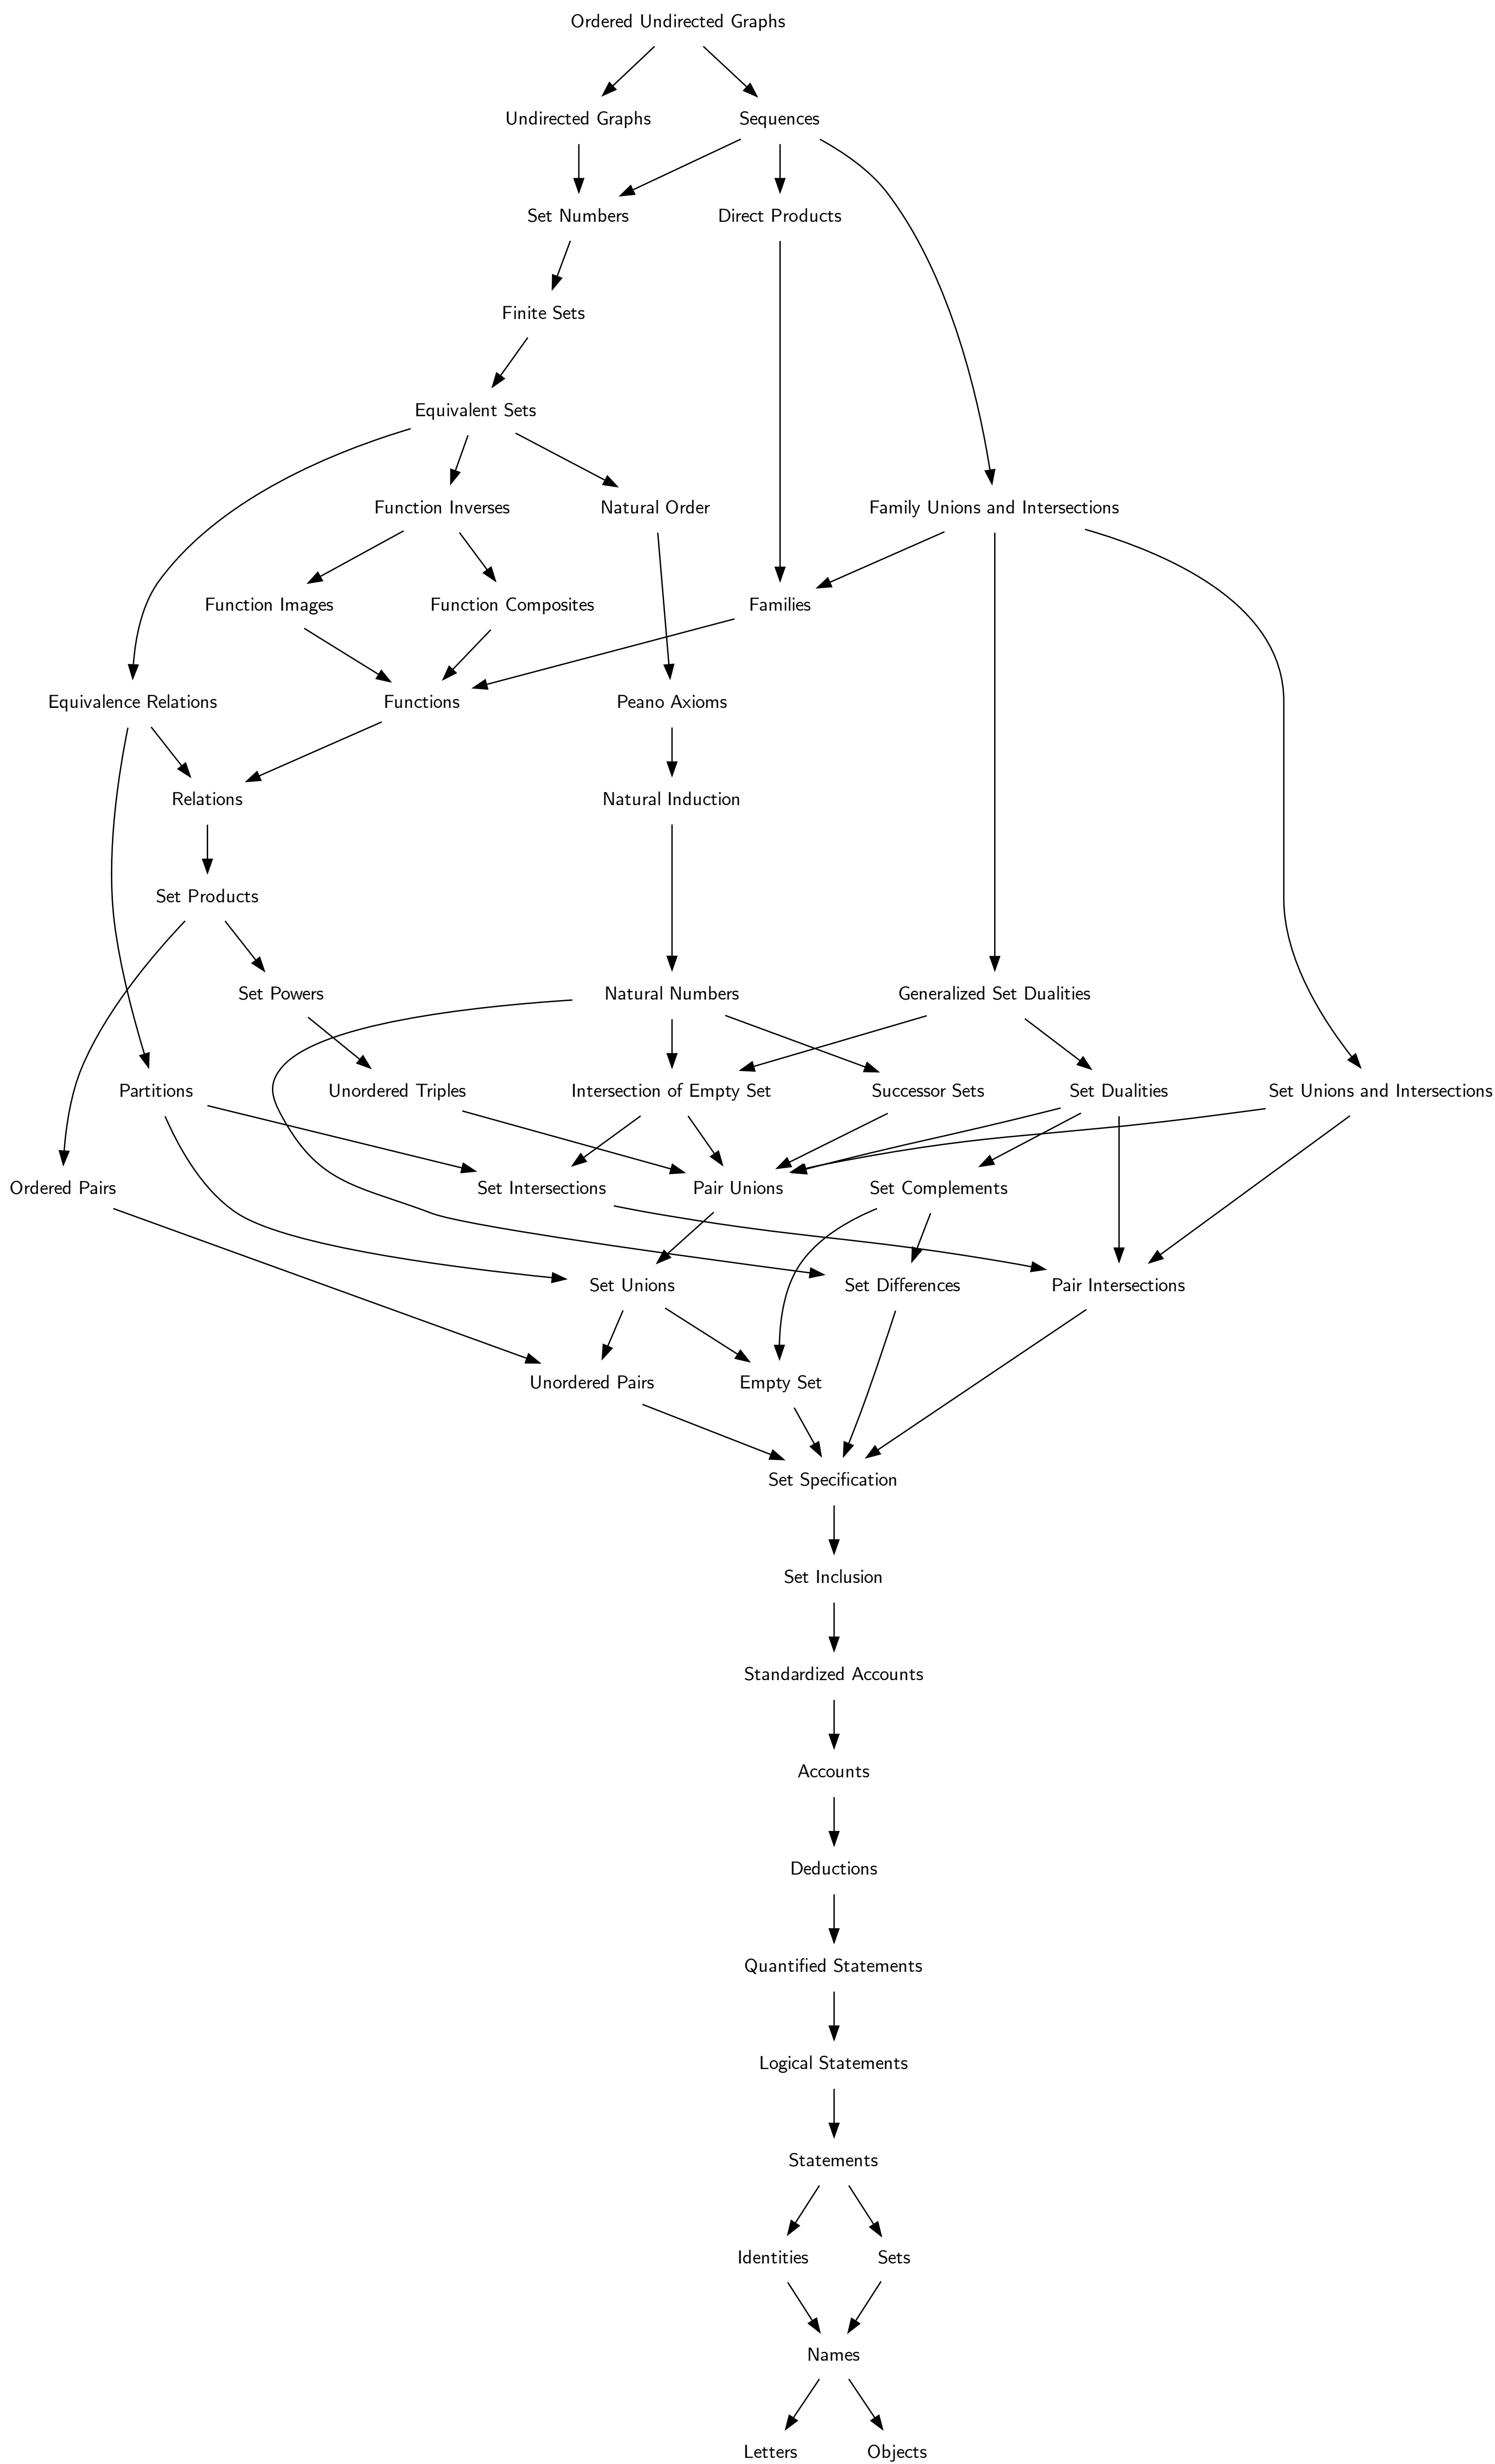 Ordered Undirected Graphs
Undirected Graphs
Sequences
Set Numbers
Direct Products
Finite Sets
Equivalent Sets
Function Inverses
Natural Order
Family Unions and Intersections
Function Images
Function Composites
Families
Equivalence Relations
Functions
Peano Axioms
Relations
Natural Induction
Set Products
Set Powers
Natural Numbers
Generalized Set Dualities
Partitions
Unordered Triples
Intersection of Empty Set
Successor Sets
Set Dualities
Set Unions and Intersections
Ordered Pairs
Set Intersections
Pair Unions
Set Complements
Set Unions
Set Differences
Pair Intersections
Unordered Pairs
Empty Set
Set Specification
Set Inclusion
Standardized Accounts
Accounts
Deductions
Quantified Statements
Logical Statements
Statements
Identities
Sets
Names
Letters
Objects